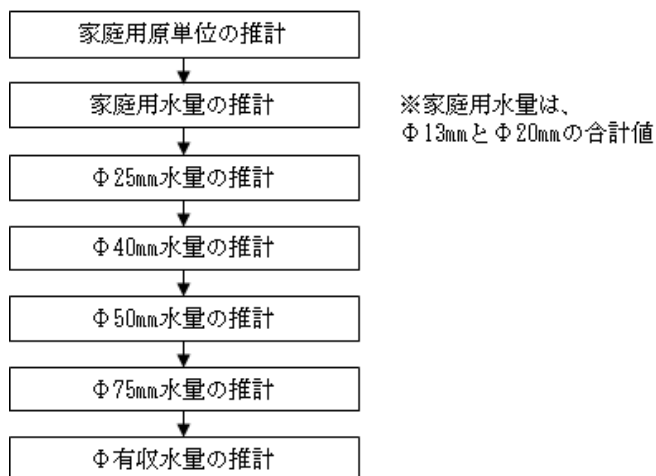 家庭用原単位の推計
家庭用水量の推計
※家庭用水量は、
Φ13㎜とΦ20㎜の合計値
Φ25㎜水量の推計
Φ40㎜水量の推計
Φ50㎜水量の推計
Φ75㎜水量の推計
Φ有収水量の推計